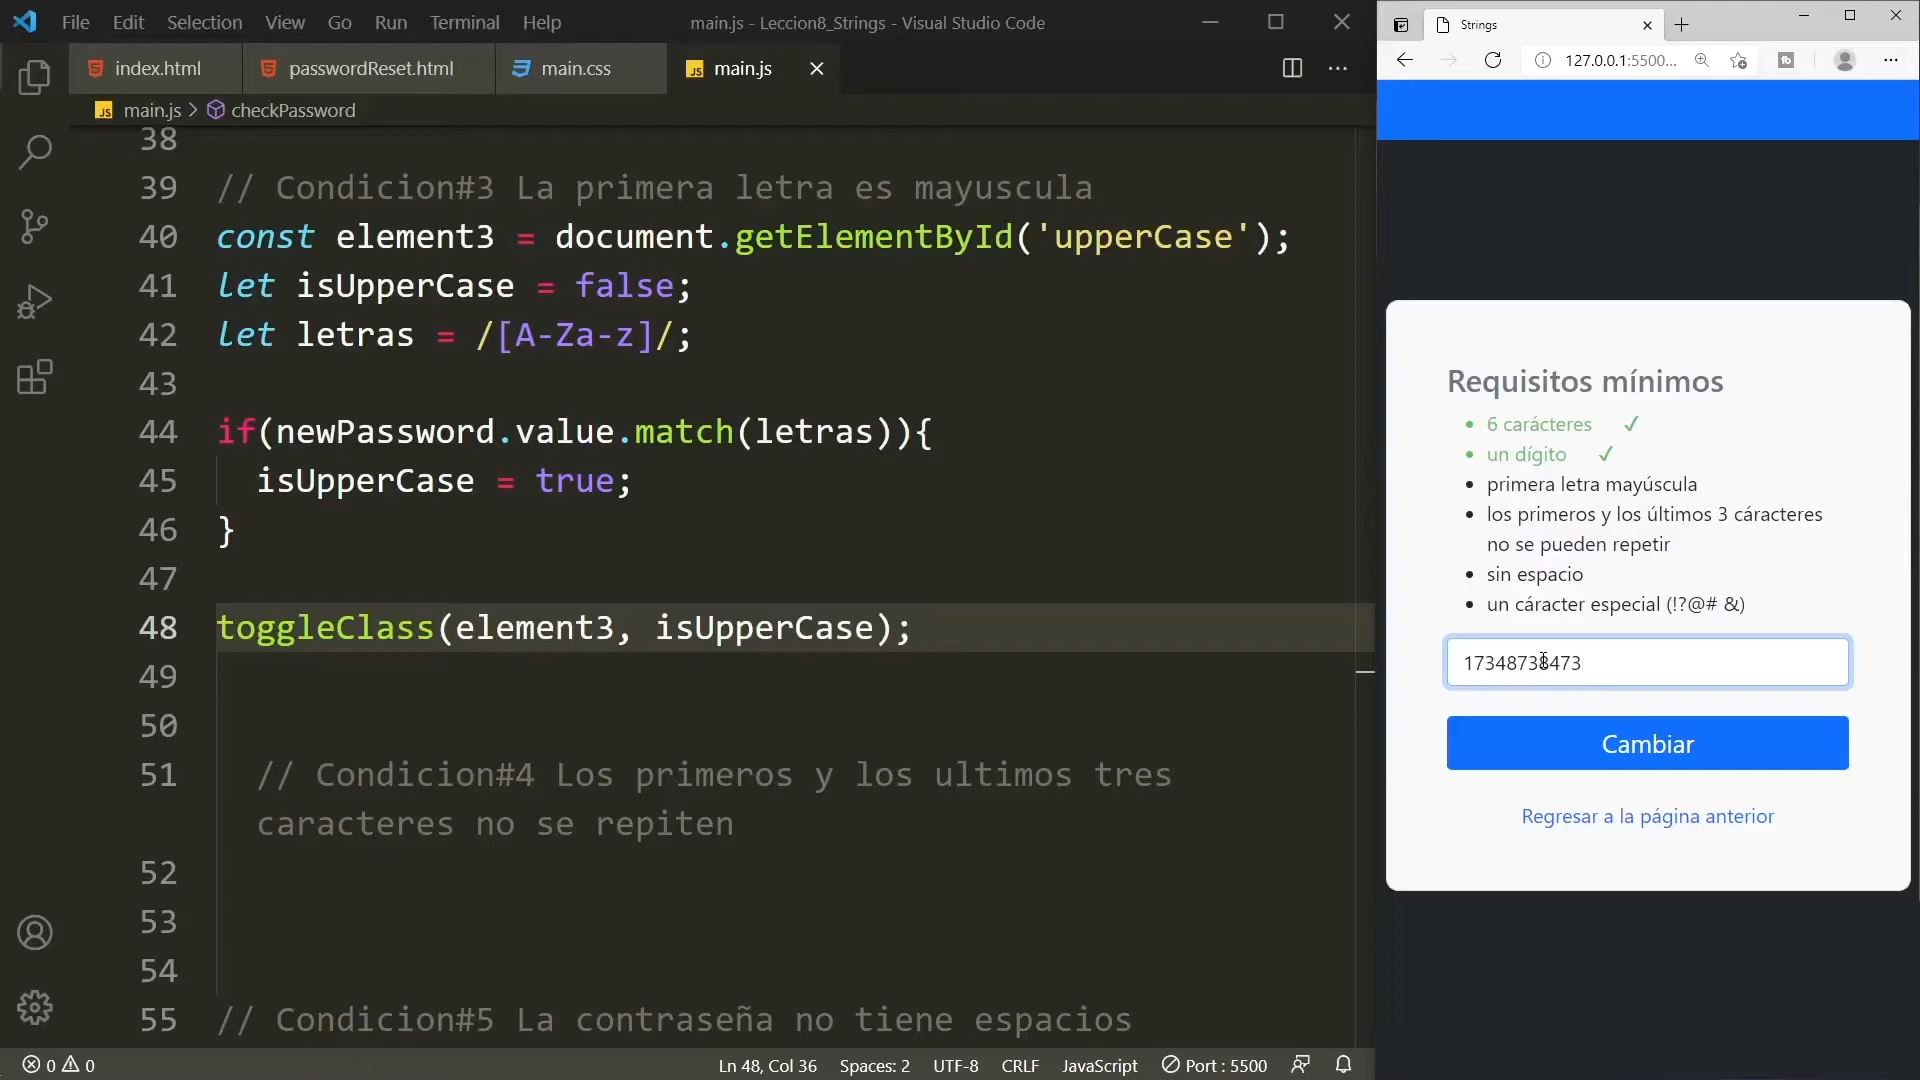 File Edit Selection View Go Run Terminal Help
main.js - Leccion8_Strings - Visual Studio Code
index.html
passwordReset.html
main.css
JS main.js
JS main.js > checkPassword
38
39 // Condicion#3 La primera letra es mayuscula
40 const element3 = document.getElementById('upperCase');
41 let isUpperCase = false;
42 let letras = /[A-Za-z]/;
43
44 if(newPassword.value.match(letras)){
45 isUpperCase = true;
46 }
47
48 toggleClass(element3, isUpperCase);
49
50
51 // Condicion#4 Los primeros y los ultimos tres
caracteres no se repiten
52
53
54
55 // Condicion#5 La contraseña no tiene espacios
0 0
Ln 48, Col 36 Spaces: 2 UTF-8 CRLF JavaScript Port : 5500
Strings
127.0.0.1:5500...
Requisitos mínimos
6 carácteres ✓
un dígito ✓
primera letra mayúscula
los primeros y los últimos 3 cáracteres
no se pueden repetir
sin espacio
un cáracter especial (!?@# &)
17348738473
Cambiar
Regresar a la página anterior